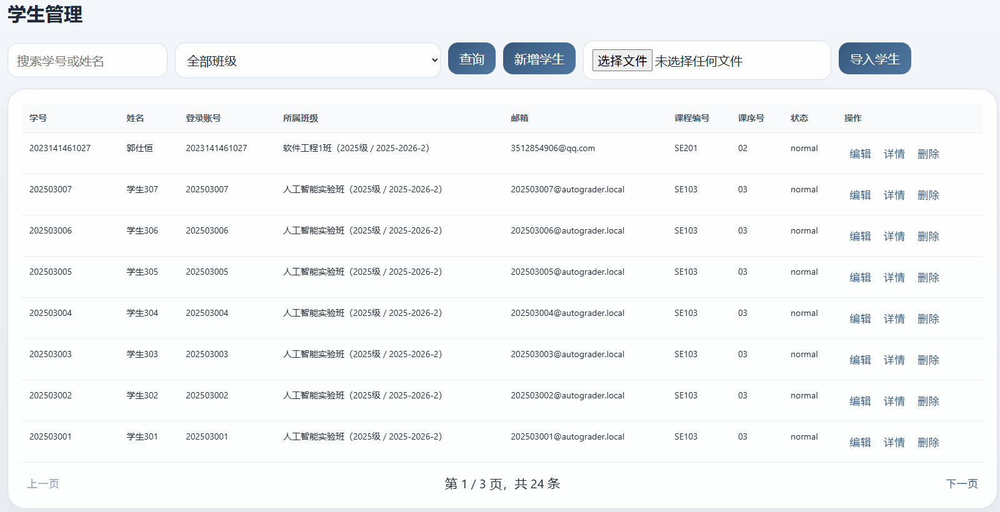 学生管理
搜索学号或姓名 全部班级 查询 新增学生 选择文件 未选择任何文件 导入学生
学号 姓名 登录账号 所属班级 邮箱 课程编号 课序号 状态 操作
2023141461027 郭仕恒 2023141461027 软件工程1班（2025级 / 2025-2026-2） 3512854906@qq.com SE201 02 normal 编辑 详情 删除
202503007 学生307 202503007 人工智能实验班（2025级 / 2025-2026-2） 202503007@autograder.local SE103 03 normal 编辑 详情 删除
202503006 学生306 202503006 人工智能实验班（2025级 / 2025-2026-2） 202503006@autograder.local SE103 03 normal 编辑 详情 删除
202503005 学生305 202503005 人工智能实验班（2025级 / 2025-2026-2） 202503005@autograder.local SE103 03 normal 编辑 详情 删除
202503004 学生304 202503004 人工智能实验班（2025级 / 2025-2026-2） 202503004@autograder.local SE103 03 normal 编辑 详情 删除
202503003 学生303 202503003 人工智能实验班（2025级 / 2025-2026-2） 202503003@autograder.local SE103 03 normal 编辑 详情 删除
202503002 学生302 202503002 人工智能实验班（2025级 / 2025-2026-2） 202503002@autograder.local SE103 03 normal 编辑 详情 删除
202503001 学生301 202503001 人工智能实验班（2025级 / 2025-2026-2） 202503001@autograder.local SE103 03 normal 编辑 详情 删除
上一页 第 1 / 3 页，共 24 条 下一页